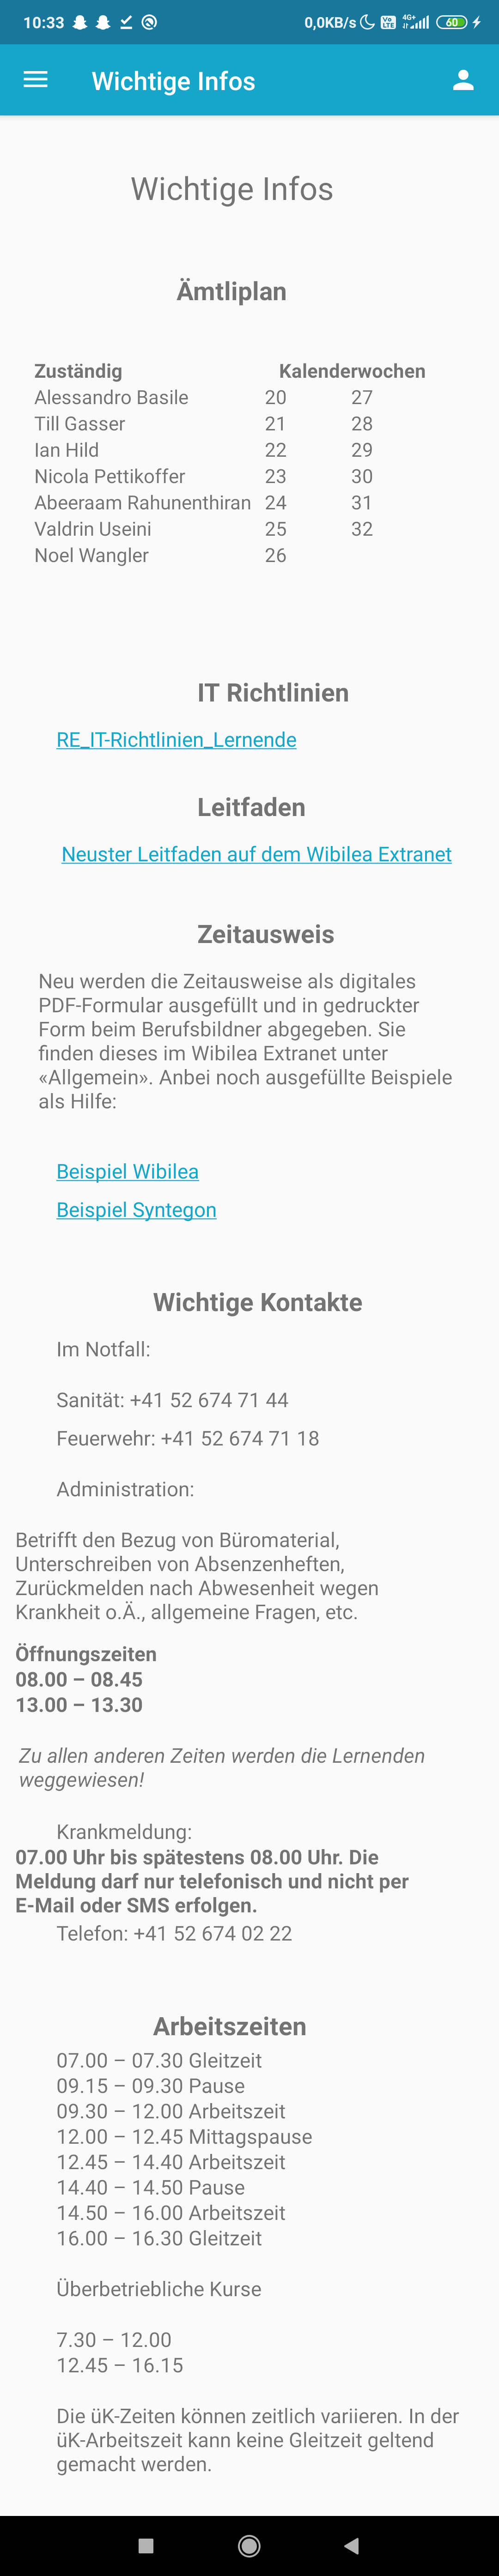 10:33 0,0KB/s 4G+ 60
Wichtige Infos
Wichtige Infos
Ämtliplan
Zuständig Kalenderwochen
Alessandro Basile 20 27
Till Gasser 21 28
Ian Hild 22 29
Nicola Pettikoffer 23 30
Abeeraam Rahunenthiran 24 31
Valdrin Useini 25 32
Noel Wangler 26
IT Richtlinien
RE_IT-Richtlinien_Lernende
Leitfaden
Neuster Leitfaden auf dem Wibilea Extranet
Zeitausweis
Neu werden die Zeitausweise als digitales
PDF-Formular ausgefüllt und in gedruckter
Form beim Berufsbildner abgegeben. Sie
finden dieses im Wibilea Extranet unter
«Allgemein». Anbei noch ausgefüllte Beispiele
als Hilfe:
Beispiel Wibilea
Beispiel Syntegon
Wichtige Kontakte
Im Notfall:
Sanität: +41 52 674 71 44
Feuerwehr: +41 52 674 71 18
Administration:
Betrifft den Bezug von Büromaterial,
Unterschreiben von Absenzenheften,
Zurückmelden nach Abwesenheit wegen
Krankheit o.Ä., allgemeine Fragen, etc.
Öffnungszeiten
08.00 – 08.45
13.00 – 13.30
Zu allen anderen Zeiten werden die Lernenden
weggewiesen!
Krankmeldung:
07.00 Uhr bis spätestens 08.00 Uhr. Die
Meldung darf nur telefonisch und nicht per
E-Mail oder SMS erfolgen.
Telefon: +41 52 674 02 22
Arbeitszeiten
07.00 – 07.30 Gleitzeit
09.15 – 09.30 Pause
09.30 – 12.00 Arbeitszeit
12.00 – 12.45 Mittagspause
12.45 – 14.40 Arbeitszeit
14.40 – 14.50 Pause
14.50 – 16.00 Arbeitszeit
16.00 – 16.30 Gleitzeit
Überbetriebliche Kurse
7.30 – 12.00
12.45 – 16.15
Die üK-Zeiten können zeitlich variieren. In der
üK-Arbeitszeit kann keine Gleitzeit geltend
gemacht werden.